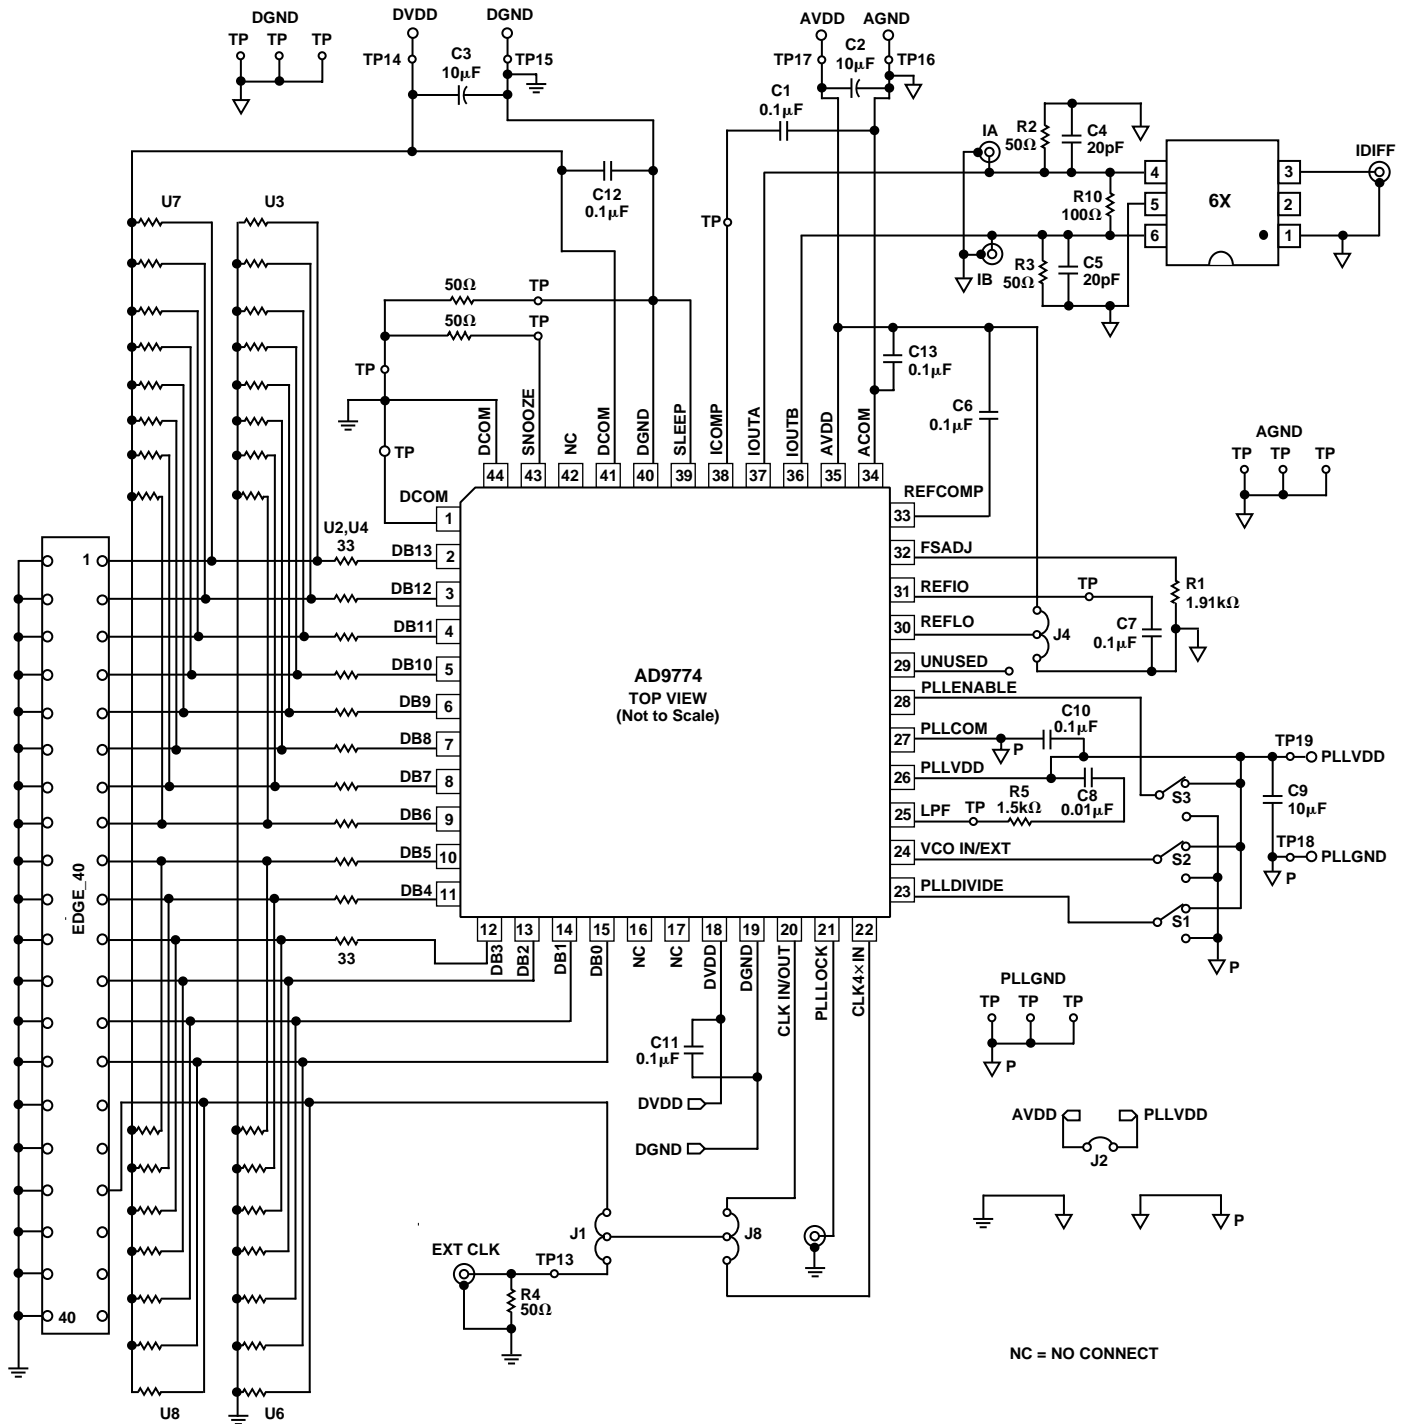 DGND
TP TP TP
DVDD
DGND
TP14
C3
10µF
TP15
AVDD
AGND
TP17
C2
10µF
TP16
C1
0.1µF
C12
0.1µF
IA
R2
50Ω
C4
20pF
R10
100Ω
IB
R3
50Ω
C5
20pF
4
5
6
6X
3
2
1
IDIFF
U7
U3
TP
50Ω
TP
50Ω
TP
TP
TP
C13
0.1µF
C6
0.1µF
AGND
TP TP TP
DCOM
SNOOZE
NC
DCOM
DGND
SLEEP
ICOMP
IOUTA
IOUTB
AVDD
ACOM
44 43 42 41 40 39 38 37 36 35 34
DCOM
1
U2,U4
33
DB13
2
DB12
3
DB11
4
DB10
5
DB9
6
DB8
7
DB7
8
DB6
9
DB5
10
DB4
11
1
EDGE_40
40
33
AD9774
TOP VIEW
(Not to Scale)
REFCOMP
33
32 FSADJ
31 REFIO
30 REFLO
29 UNUSED
28 PLLENABLE
27 PLLCOM
26 PLLVDD
25 LPF
24 VCO IN/EXT
23 PLLDIVIDE
TP
R1
1.91kΩ
C7
0.1µF
J4
C10
0.1µF
P
TP
R5
1.5kΩ
C8
0.01µF
S3
S2
S1
P
TP19
PLLVDD
C9
10µF
TP18
PLLGND
P
12 13 14 15 16 17 18 19 20 21 22
DB3
DB2
DB1
DB0
NC
NC
DVDD
DGND
CLK IN/OUT
PLLLOCK
CLK4×IN
C11
0.1µF
DVDD
DGND
PLLGND
TP TP TP
P
AVDD
PLLVDD
J2
P
J1
J8
EXT CLK
TP13
R4
50Ω
NC = NO CONNECT
U8
U6